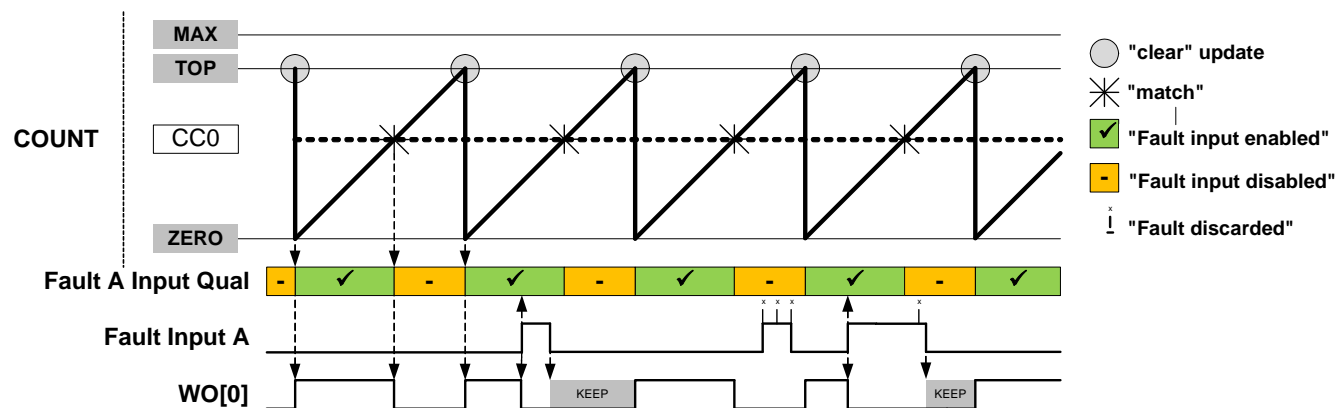 MAX
TOP
COUNT
CC0
ZERO
"clear" update
"match"
"Fault input enabled"
"Fault input disabled"
x
"Fault discarded"
Fault A Input Qual
- ✓ - ✓ - ✓ - ✓ - ✓
x x x x
Fault Input A
WO[0]
KEEP KEEP